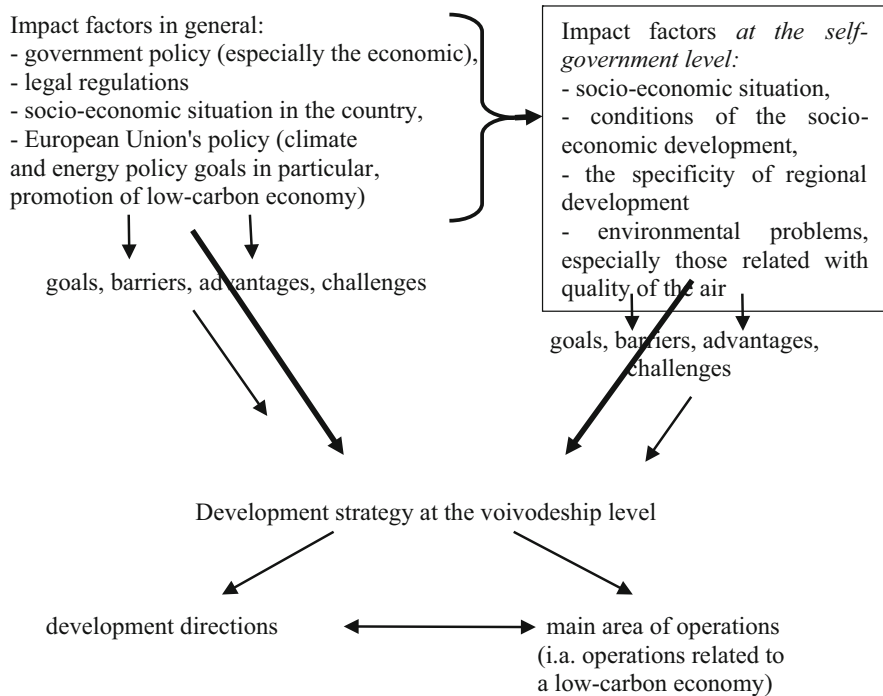 Impact factors in general:
- government policy (especially the economic),
- legal regulations
- socio-economic situation in the country,
- European Union's policy (climate
and energy policy goals in particular,
promotion of low-carbon economy)
goals, barriers, advantages, challenges
Impact factors at the self-
government level:
- socio-economic situation,
- conditions of the socio-
economic development,
- the specificity of regional
development
- environmental problems,
especially those related with
quality of the air
goals, barriers, advantages,
challenges
Development strategy at the voivodeship level
development directions
main area of operations
(i.a. operations related to
a low-carbon economy)